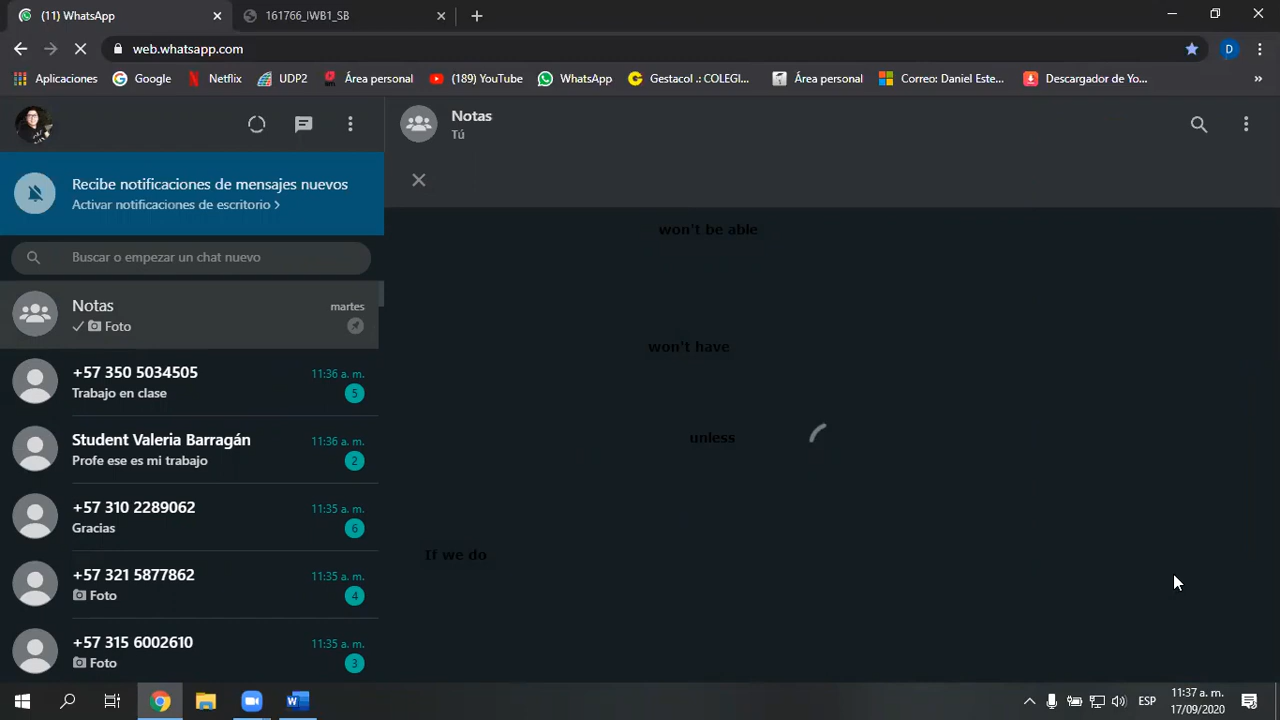 (11) WhatsApp
161766_IWB1_SB
web.whatsapp.com
D
Aplicaciones
Google
Netflix
UDP2
Área personal
(189) YouTube
WhatsApp
Gestacol .: COLEGI...
Área personal
Correo: Daniel Este...
Descargador de Yo...
»
Notas
Tú
Recibe notificaciones de mensajes nuevos
Activar notificaciones de escritorio >
Buscar o empezar un chat nuevo
Notas
martes
Foto
+57 350 5034505
11:36 a. m.
Trabajo en clase
5
Student Valeria Barragán
11:36 a. m.
Profe ese es mi trabajo
2
+57 310 2289062
11:35 a. m.
Gracias
6
+57 321 5877862
11:35 a. m.
Foto
4
+57 315 6002610
11:35 a. m.
Foto
3
won't be able
won't have
unless
If we do
ESP
11:37 a. m.
17/09/2020